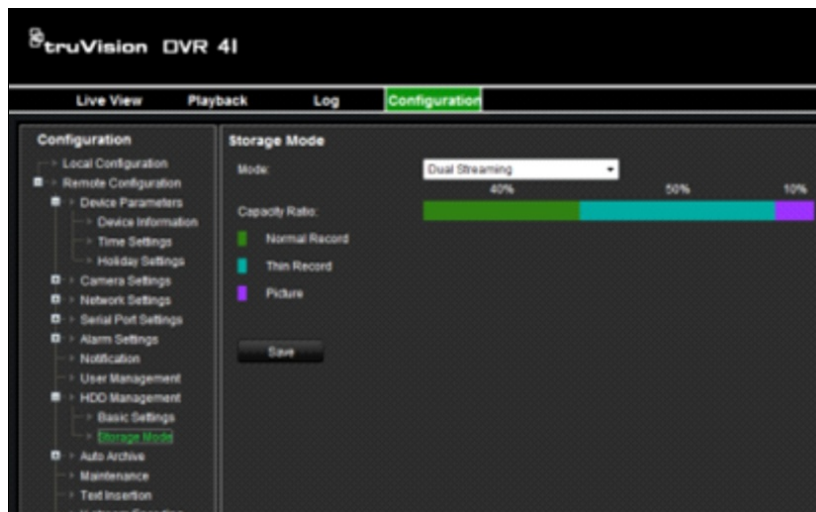 truVision DVR 41
Live View Playback Log Configuration
Configuration
Local Configuration
Remote Configuration
Device Parameters
Device Information
Time Settings
Holiday Settings
Camera Settings
Network Settings
Serial Port Settings
Alarm Settings
Notification
User Management
HDD Management
Basic Settings
Storage Mode
Auto Archive
Maintenance
Text Insertion
Storage Mode
Mode: Dual Streaming
40% 50% 10%
Capacity Ratio:
Normal Record
Thin Record
Picture
Save